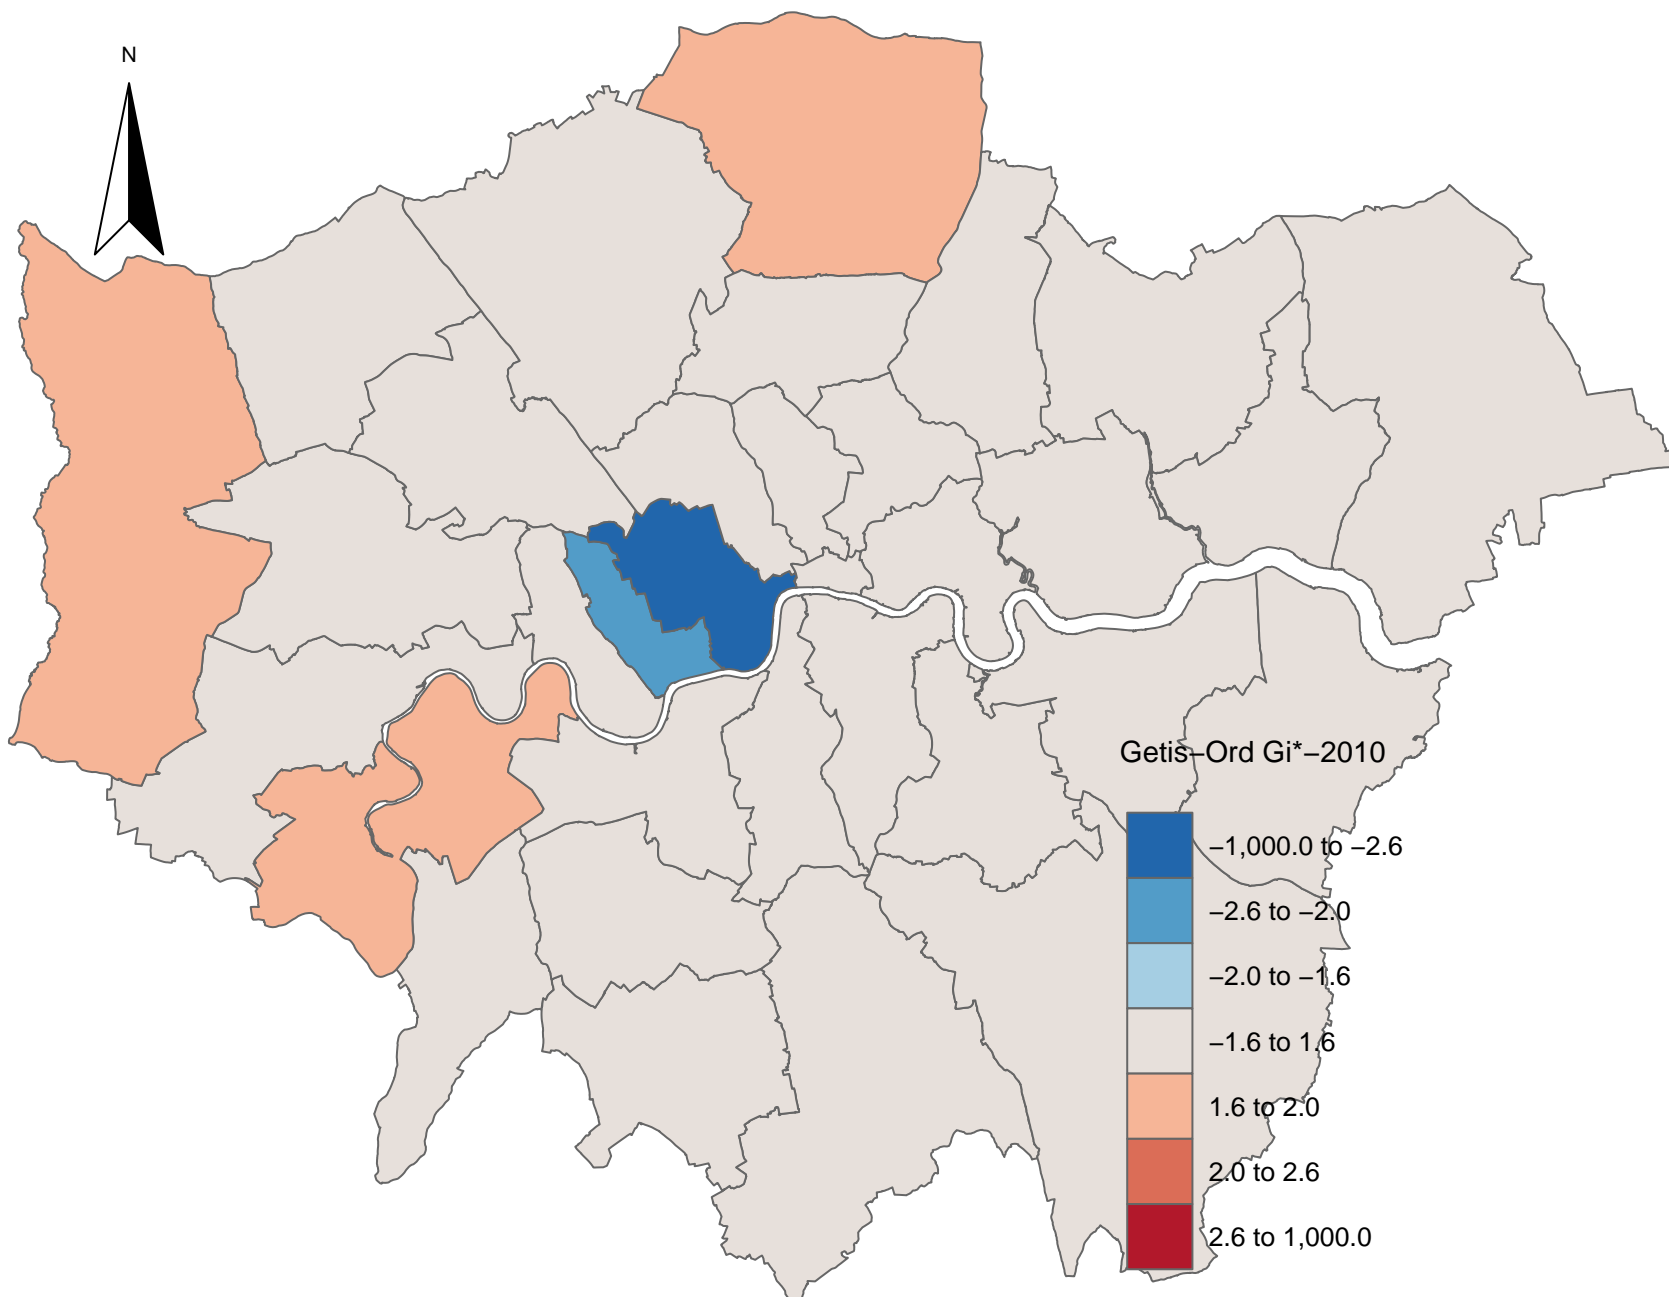 N
Getis–Ord Gi*–2010
−1,000.0 to −2.6
−2.6 to −2.0
−2.0 to −1.6
−1.6 to 1.6
1.6 to 2.0
2.0 to 2.6
2.6 to 1,000.0